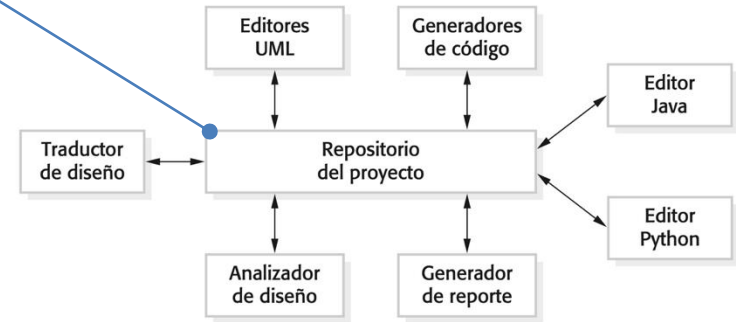 Editores
UML
Generadores
de código
Editor
Java
Traductor
de diseño
Repositorio
del proyecto
Editor
Python
Analizador
de diseño
Generador
de reporte